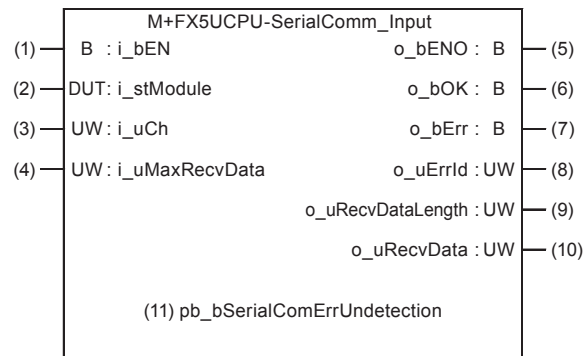 M+FX5UCPU-SerialComm_Input
(1) B : i_bEN o_bENO : B (5)
(2) DUT: i_stModule o_bOK : B (6)
(3) UW : i_uCh o_bErr : B (7)
(4) UW : i_uMaxRecvData o_uErrId : UW (8)
o_uRecvDataLength : UW (9)
o_uRecvData : UW (10)
(11) pb_bSerialComErrUndetection